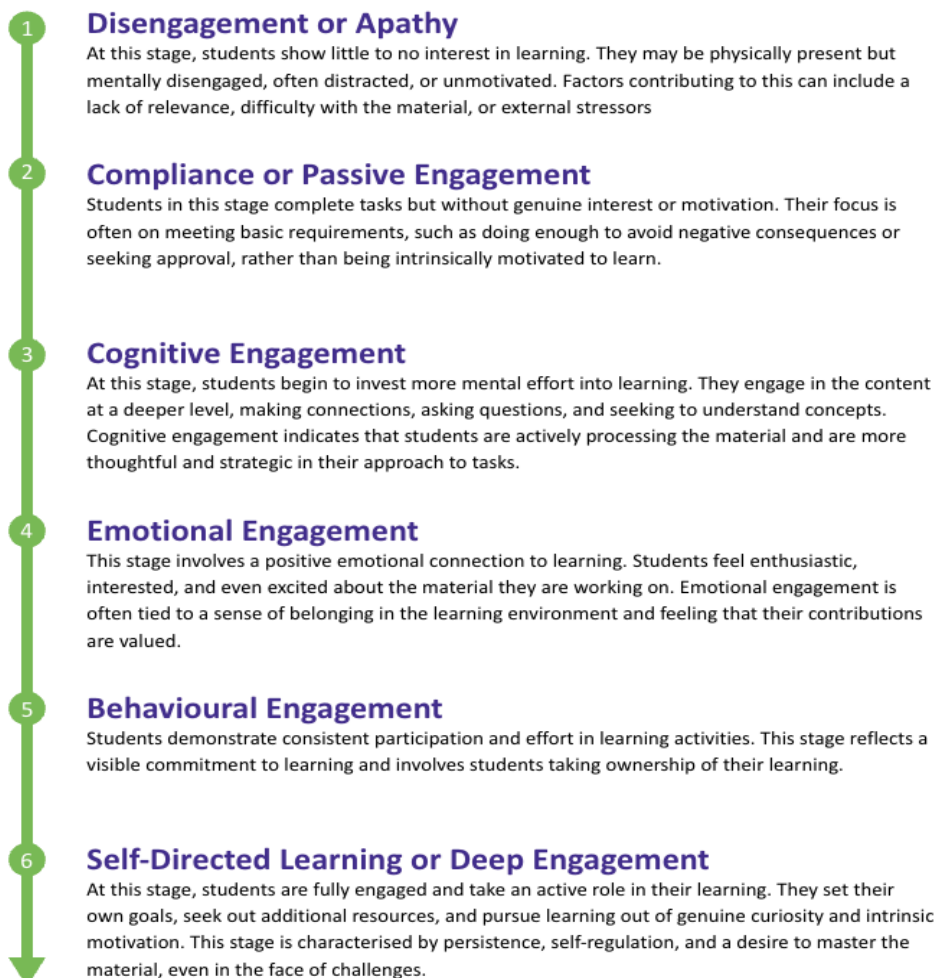 1
Disengagement or Apathy
At this stage, students show little to no interest in learning. They may be physically present but
mentally disengaged, often distracted, or unmotivated. Factors contributing to this can include a
lack of relevance, difficulty with the material, or external stressors
2
Compliance or Passive Engagement
Students in this stage complete tasks but without genuine interest or motivation. Their focus is
often on meeting basic requirements, such as doing enough to avoid negative consequences or
seeking approval, rather than being intrinsically motivated to learn.
3
Cognitive Engagement
At this stage, students begin to invest more mental effort into learning. They engage in the content
at a deeper level, making connections, asking questions, and seeking to understand concepts.
Cognitive engagement indicates that students are actively processing the material and are more
thoughtful and strategic in their approach to tasks.
4
Emotional Engagement
This stage involves a positive emotional connection to learning. Students feel enthusiastic,
interested, and even excited about the material they are working on. Emotional engagement is
often tied to a sense of belonging in the learning environment and feeling that their contributions
are valued.
5
Behavioural Engagement
Students demonstrate consistent participation and effort in learning activities. This stage reflects a
visible commitment to learning and involves students taking ownership of their learning.
6
Self-Directed Learning or Deep Engagement
At this stage, students are fully engaged and take an active role in their learning. They set their
own goals, seek out additional resources, and pursue learning out of genuine curiosity and intrinsic
motivation. This stage is characterised by persistence, self-regulation, and a desire to master the
material, even in the face of challenges.